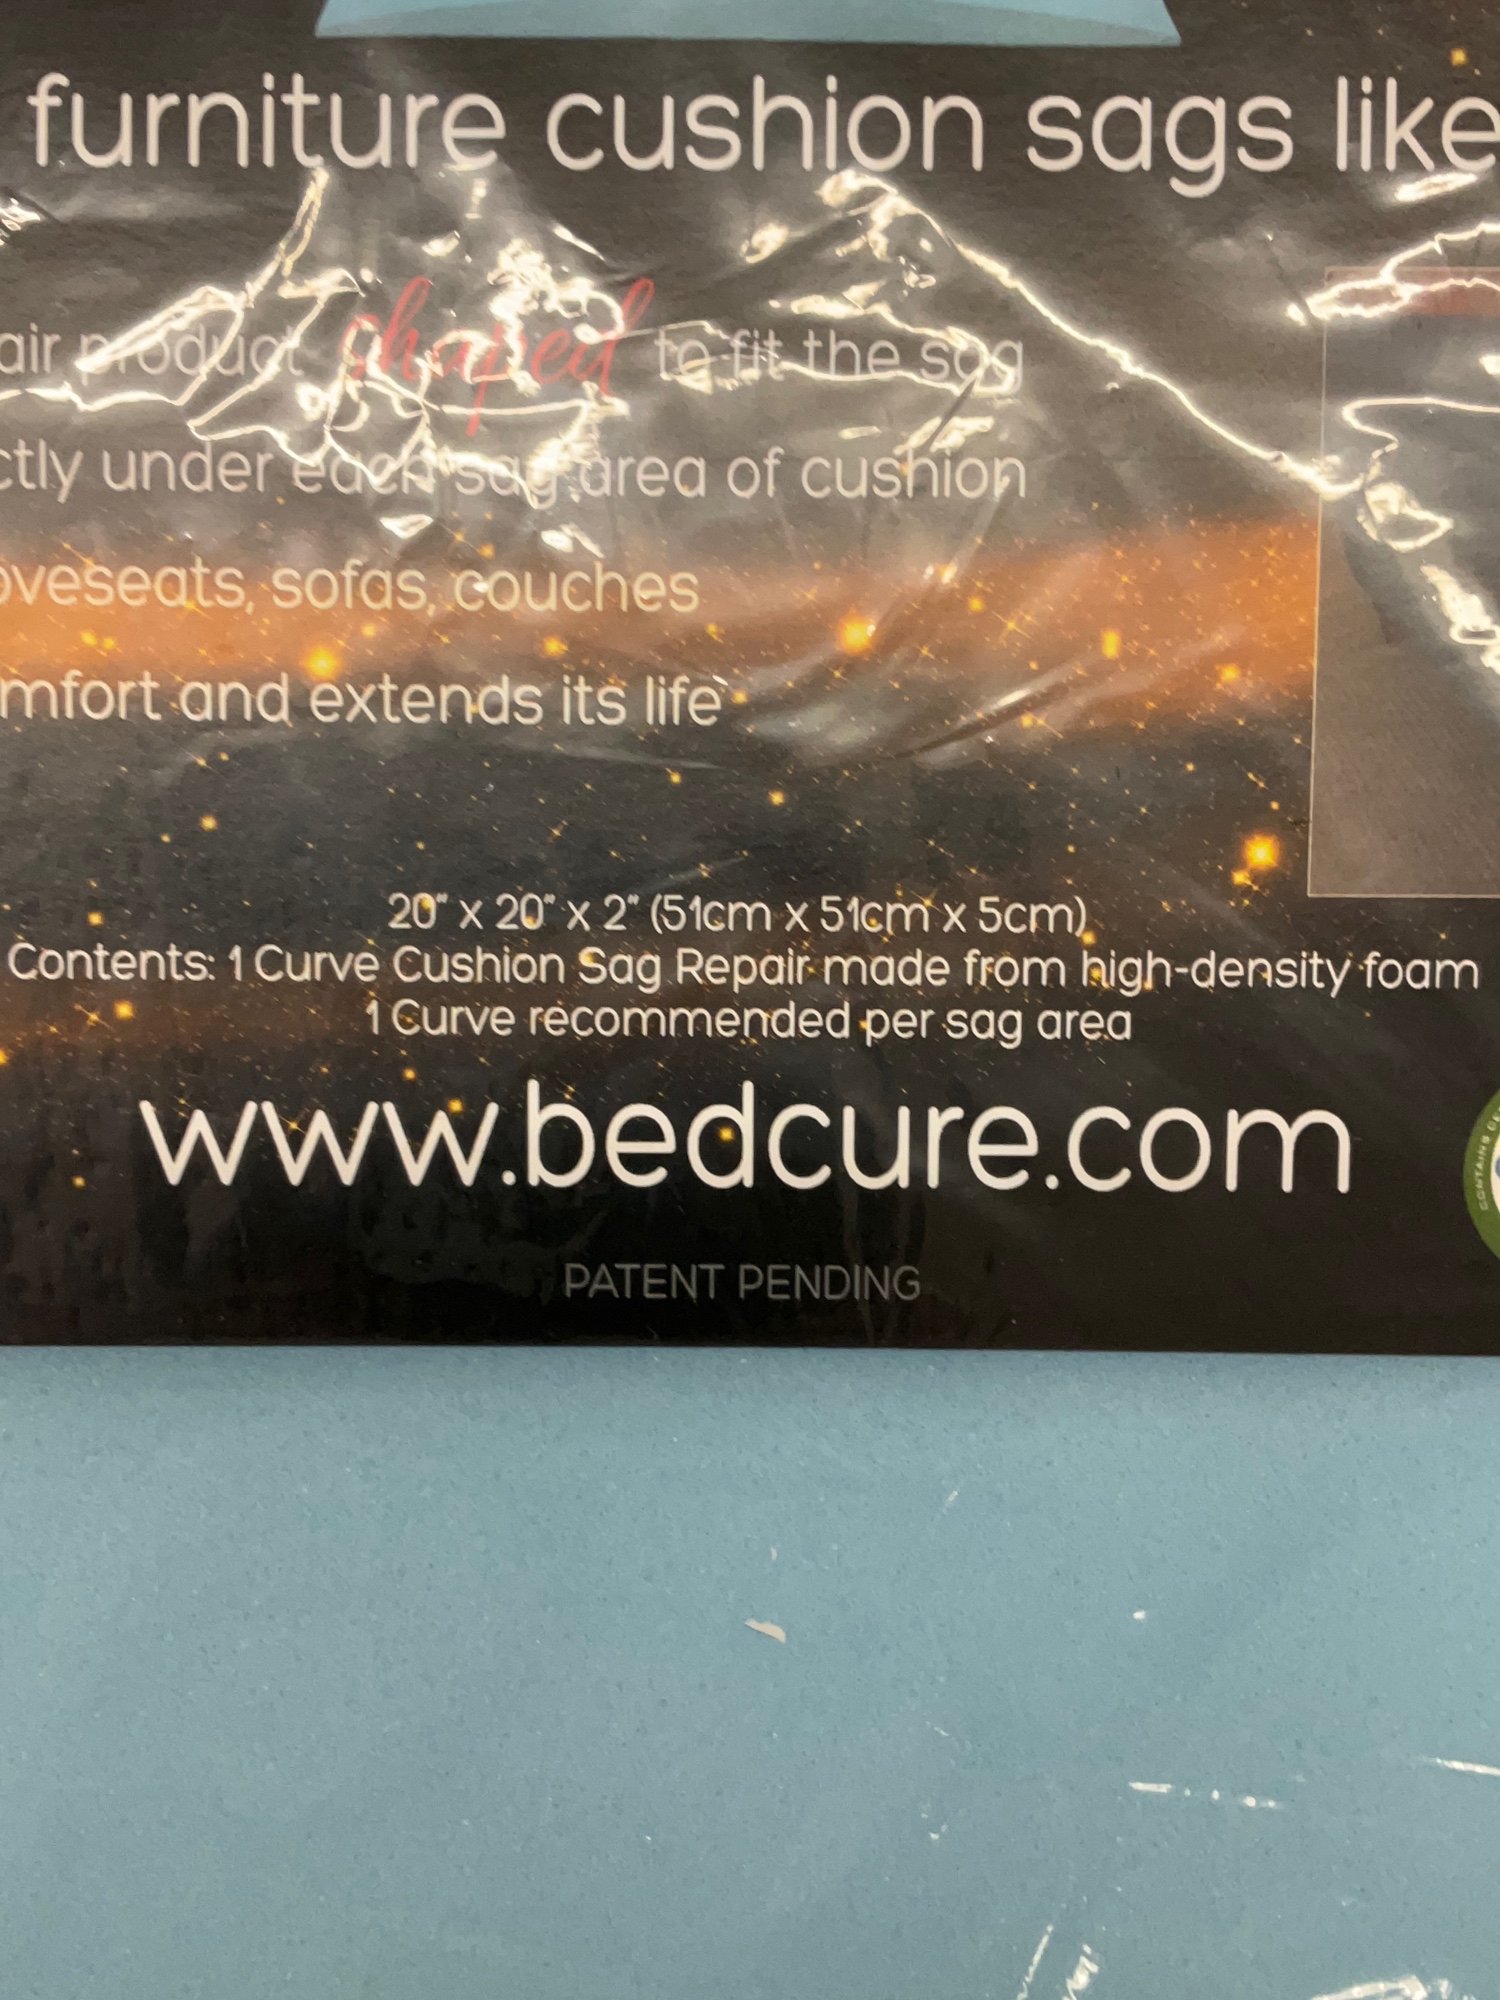 furniture cushion sags like
air product shaped to fit the sag
ctly under each sag area of cushion
oveseats, sofas, couches
mfort and extends its life
20" x 20" x 2" (51cm x 51cm x 5cm)
Contents: 1 Curve Cushion Sag Repair made from high-density foam
1 Curve recommended per sag area
www.bedcure.com
CONTAINS
PATENT PENDING